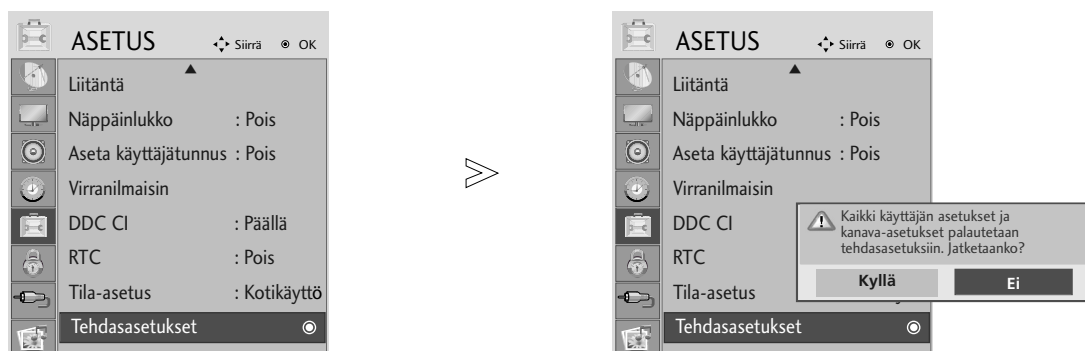 ASETUS Siirrä OK
Liitäntä
Näppäinlukko : Pois
Aseta käyttäjätunnus : Pois
Virranilmaisin
DDC CI : Päällä
RTC : Pois
Tila-asetus : Kotikäyttö
Tehdasasetukset
ASETUS Siirrä OK
Liitäntä
Näppäinlukko : Pois
Aseta käyttäjätunnus : Pois
Virranilmaisin
DDC CI
RTC
Tila-asetus
Tehdasasetukset
Kaikki käyttäjän asetukset ja
kanava-asetukset palautetaan
tehdasasetuksiin. Jatketaanko?
Kyllä Ei